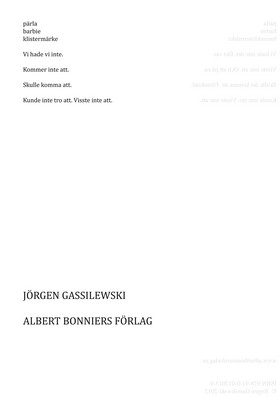 pärla
barbie
klistermärke
Vi hade vi inte.
Kommer inte att.
Skulle komma att.
Kunde inte tro att. Visste inte att.
JÖRGEN GASSILEWSKI
ALBERT BONNIERS FÖRLAG